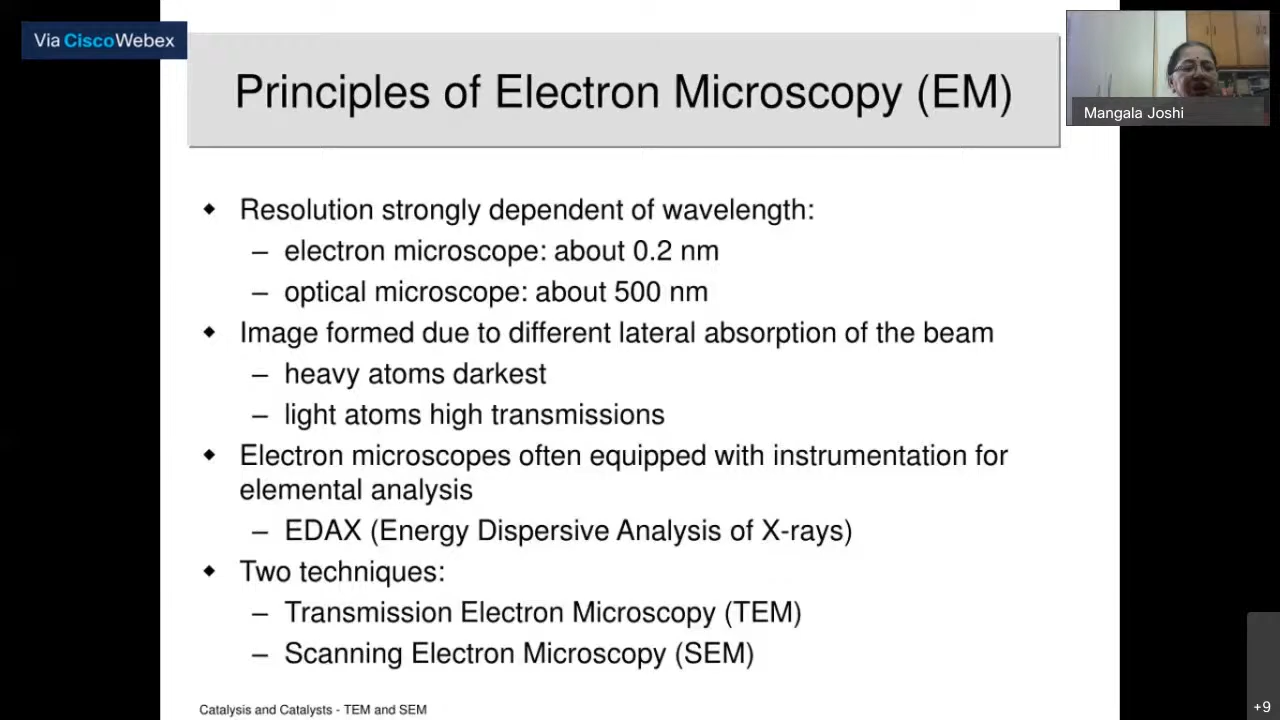 Via CiscoWebex
Principles of Electron Microscopy (EM)
Mangala Joshi
◆ Resolution strongly dependent of wavelength:
– electron microscope: about 0.2 nm
– optical microscope: about 500 nm
◆ Image formed due to different lateral absorption of the beam
– heavy atoms darkest
– light atoms high transmissions
◆ Electron microscopes often equipped with instrumentation for
elemental analysis
– EDAX (Energy Dispersive Analysis of X-rays)
◆ Two techniques:
– Transmission Electron Microscopy (TEM)
– Scanning Electron Microscopy (SEM)
Catalysis and Catalysts - TEM and SEM
+9